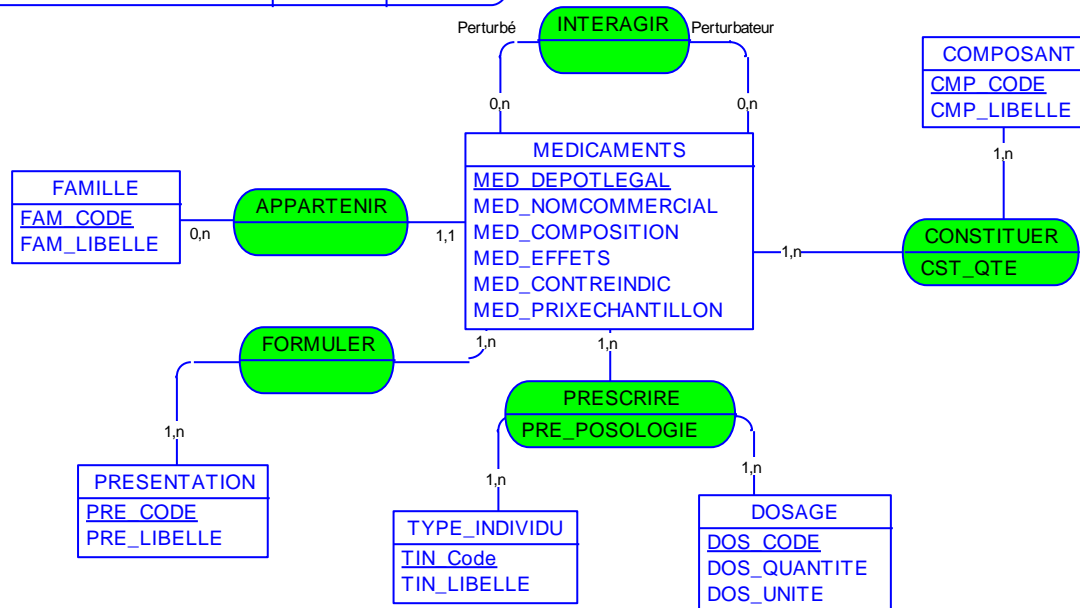 INTERAGIR
Perturbé
Perturbateur
0,n
0,n
COMPOSANT
CMP_CODE
CMP_LIBELLE
1,n
MEDICAMENTS
MED_DEPOTLEGAL
MED_NOMCOMMERCIAL
MED_COMPOSITION
MED_EFFETS
MED_CONTREINDIC
MED_PRIXECHANTILLON
FAMILLE
FAM_CODE
FAM_LIBELLE
0,n
APPARTENIR
1,1
1,n
CONSTITUER
CST_QTE
FORMULER
1,n
1,n
PRESCRIRE
PRE_POSOLOGIE
1,n
1,n
1,n
PRESENTATION
PRE_CODE
PRE_LIBELLE
TYPE_INDIVIDU
TIN_Code
TIN_LIBELLE
DOSAGE
DOS_CODE
DOS_QUANTITE
DOS_UNITE